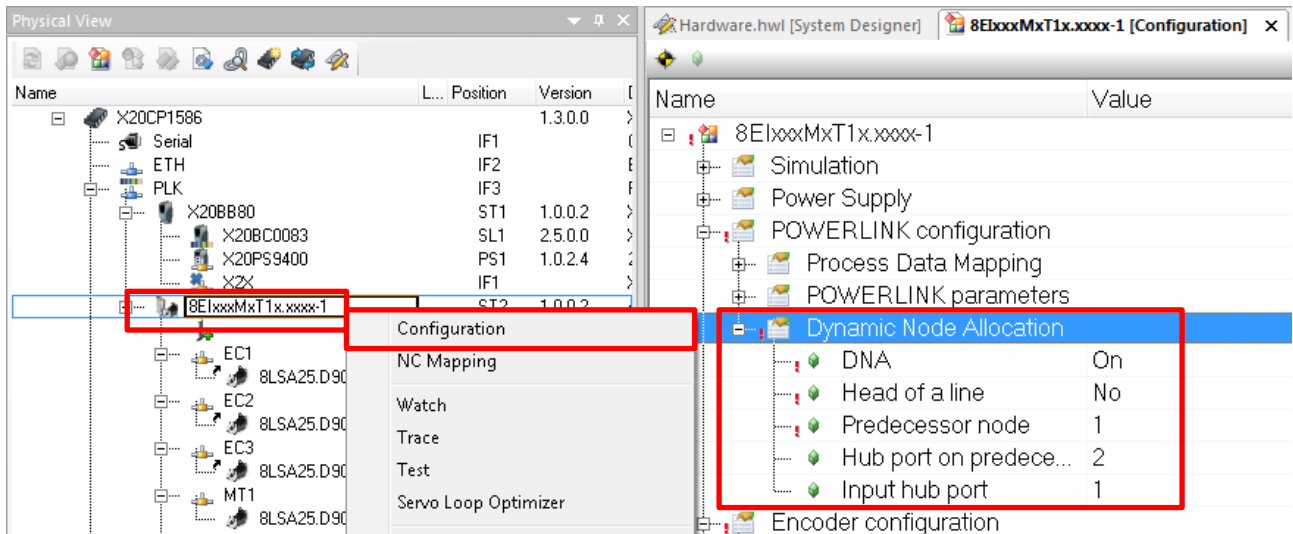 Physical View
Name L... Position Version
X20CP1586 1.3.0.0
Serial IF1
ETH IF2
PLK IF3
X20BB80 ST1 1.0.0.2
X20BC0083 SL1 2.5.0.0
X20PS9400 PS1 1.0.2.4
X2X IF1
8EIxxxMxT1x.xxxx-1 ST2 1.0.0.2
EC1
8LSA25.D90
EC2
8LSA25.D90
EC3
8LSA25.D90
MT1
8LSA25.D90
Configuration
NC Mapping
Watch
Trace
Test
Servo Loop Optimizer
Hardware.hwl [System Designer] 8EIxxxMxT1x.xxxx-1 [Configuration] X
Name Value
8EIxxxMxT1x.xxxx-1
Simulation
Power Supply
POWERLINK configuration
Process Data Mapping
POWERLINK parameters
Dynamic Node Allocation
DNA On
Head of a line No
Predecessor node 1
Hub port on predece... 2
Input hub port 1
Encoder configuration